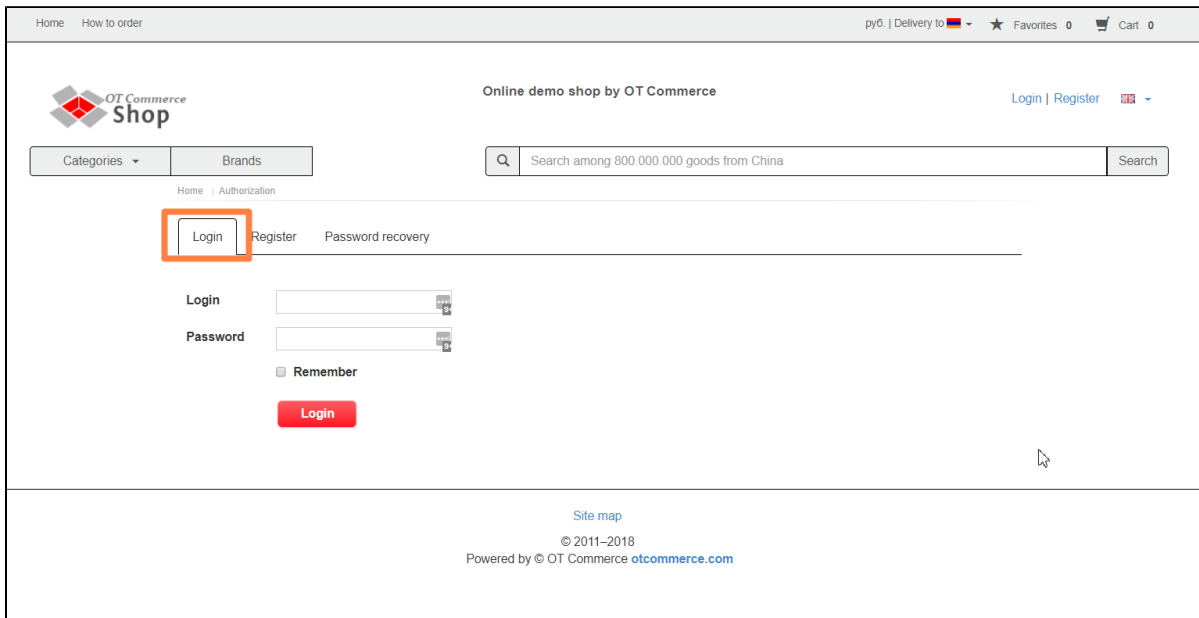 Home How to order руб. | Delivery to Favorites 0 Cart 0
OT Commerce
Shop
Online demo shop by OT Commerce
Login | Register
Categories Brands Search among 800.000.000 goods from China Search
Home > Authorization
Login Register Password recovery
Login
Password
Remember
Login
Site map
© 2011–2018
Powered by © OT Commerce otcommerce.com